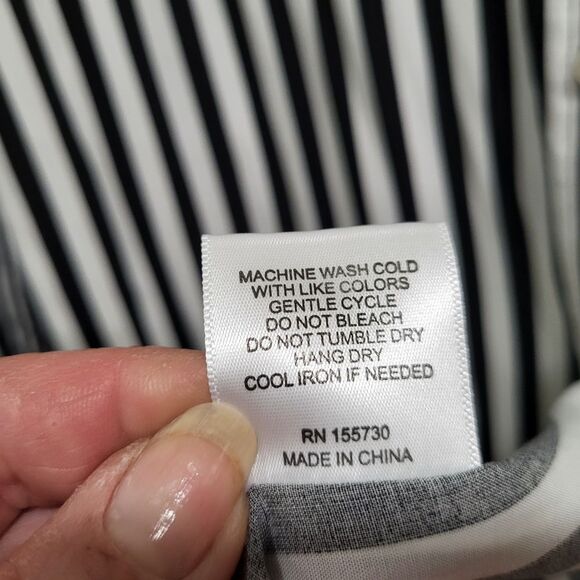 MACHINE WASH COLD
WITH LIKE COLORS
GENTLE CYCLE
DO NOT BLEACH
DO NOT TUMBLE DRY
HANG DRY
COOL IRON IF NEEDED
RN 155730
MADE IN CHINA